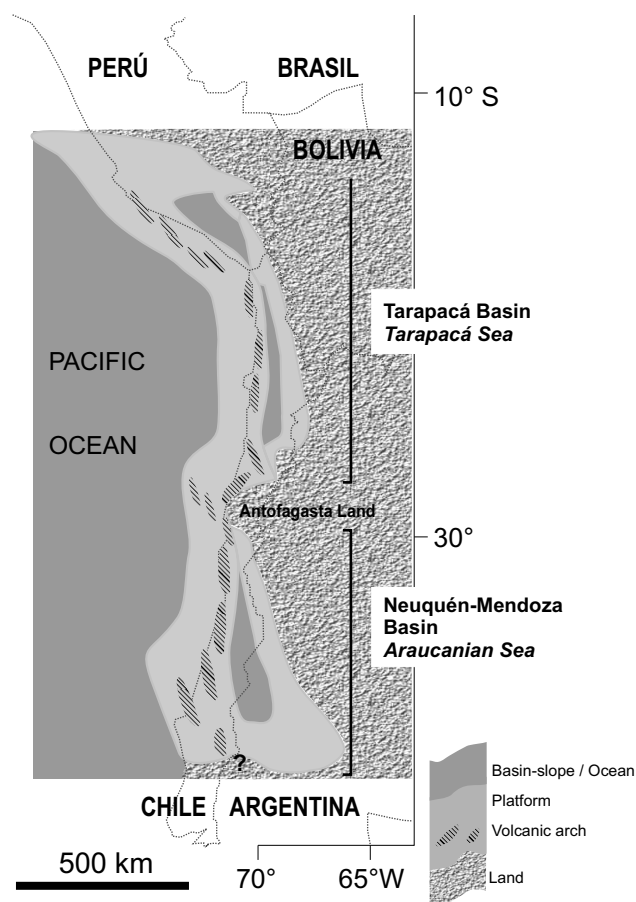 PERÚ
BRASIL
10° S
BOLIVIA
Tarapacá Basin
Tarapacá Sea
PACIFIC
OCEAN
Antofagasta Land
30°
Neuquén-Mendoza
Basin
Araucanian Sea
?
Basin-slope / Ocean
Platform
Volcanic arch
Land
CHILE
ARGENTINA
500 km
70°
65°W